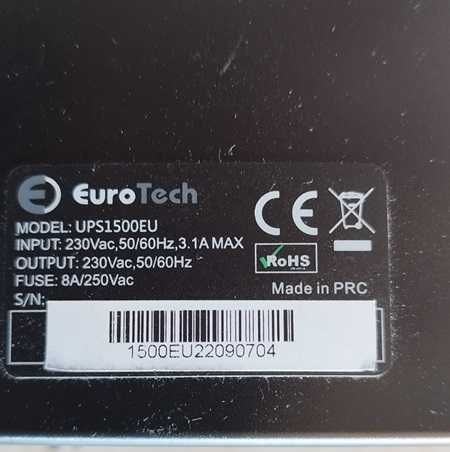 EuroTech
MODEL: UPS1500EU
INPUT: 230Vac,50/60Hz,3.1A MAX
OUTPUT: 230Vac,50/60Hz
FUSE: 8A/250Vac
S/N:
CE
RoHS
Made in PRC
1500EU22090704